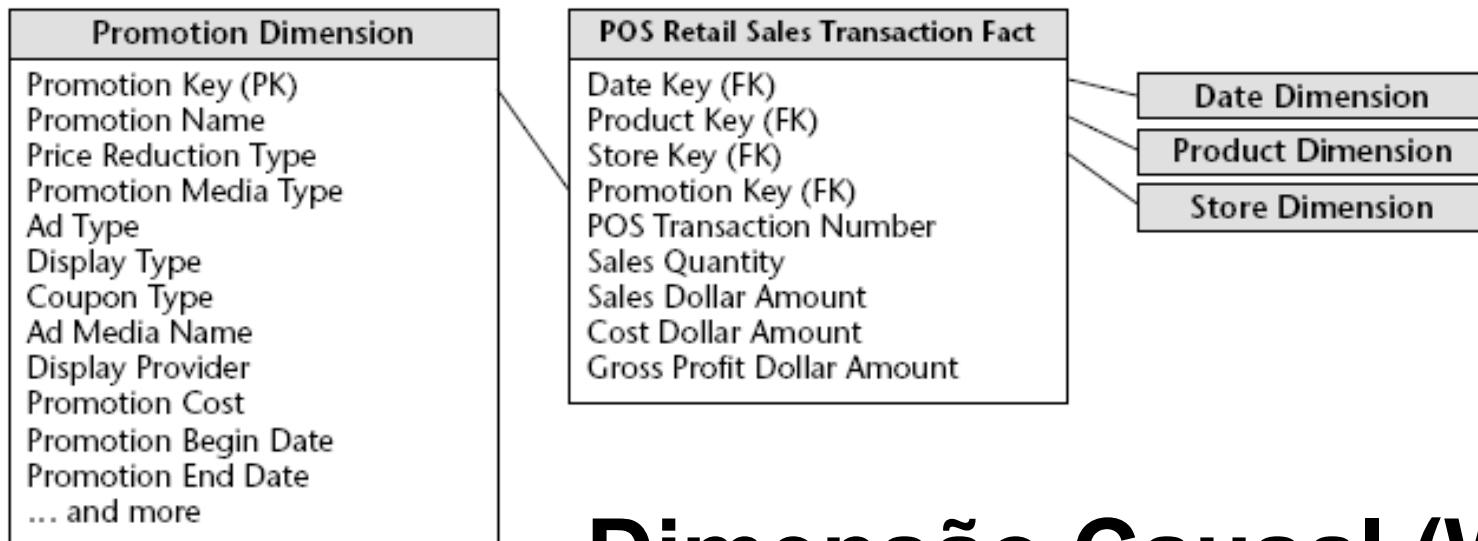 Promotion Dimension
Promotion Key (PK)
Promotion Name
Price Reduction Type
Promotion Media Type
Ad Type
Display Type
Coupon Type
Ad Media Name
Display Provider
Promotion Cost
Promotion Begin Date
Promotion End Date
... and more
POS Retail Sales Transaction Fact
Date Key (FK)
Product Key (FK)
Store Key (FK)
Promotion Key (FK)
POS Transaction Number
Sales Quantity
Sales Dollar Amount
Cost Dollar Amount
Gross Profit Dollar Amount
Date Dimension
Product Dimension
Store Dimension
Dimensão Causal